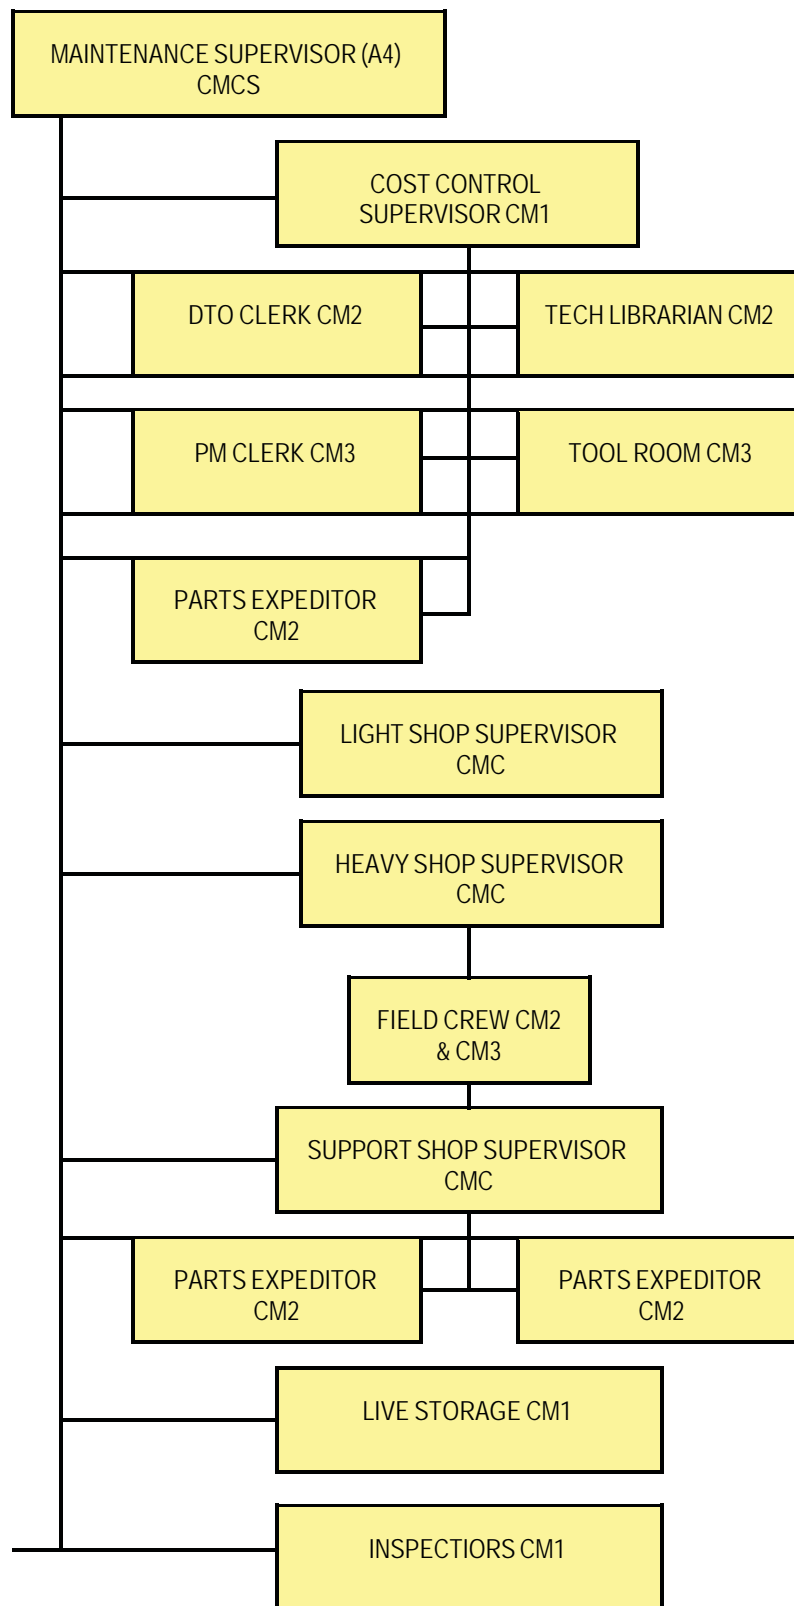 MAINTENANCE SUPERVISOR (A4)
CMCS
COST CONTROL
SUPERVISOR CM1
DTO CLERK CM2
TECH LIBRARIAN CM2
PM CLERK CM3
TOOL ROOM CM3
PARTS EXPEDITOR
CM2
LIGHT SHOP SUPERVISOR
CMC
HEAVY SHOP SUPERVISOR
CMC
FIELD CREW CM2
& CM3
SUPPORT SHOP SUPERVISOR
CMC
PARTS EXPEDITOR
CM2
PARTS EXPEDITOR
CM2
LIVE STORAGE CM1
INSPECTIORS CM1